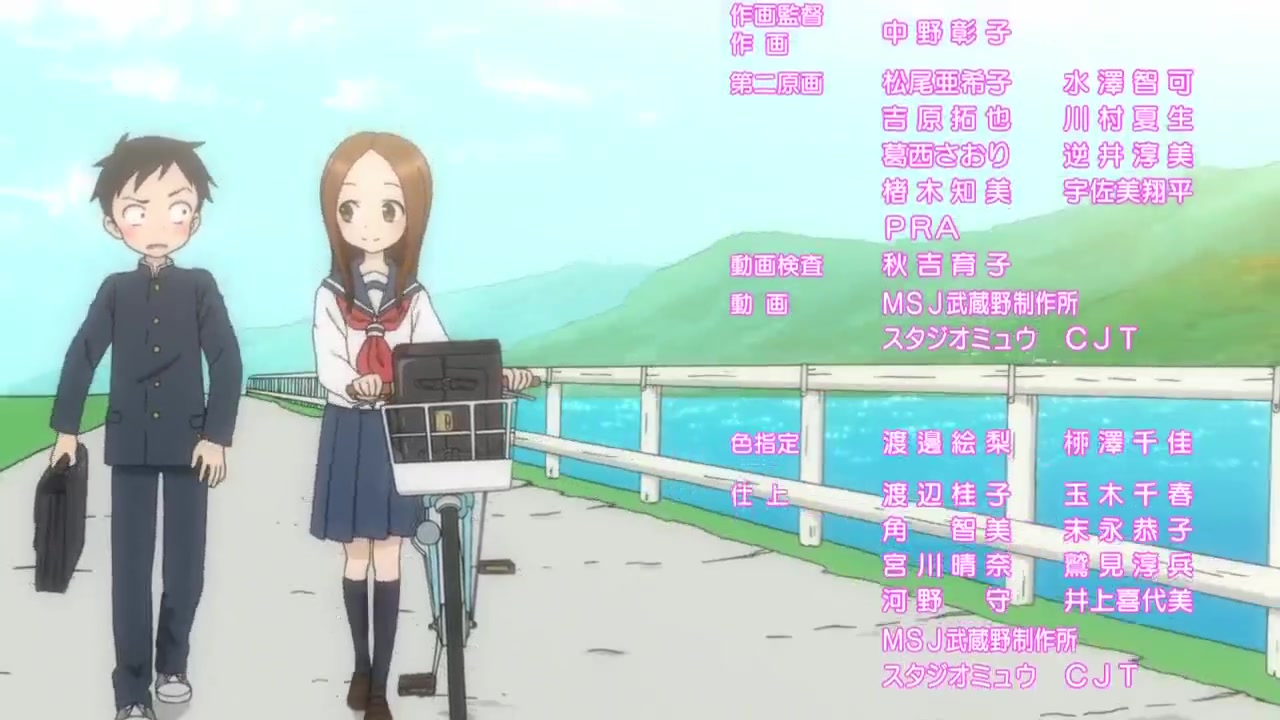 作画監督
作画 中野彰子
第二原画 松尾亜希子 水澤智可
吉原拓也 川村夏生
葛西さおり 逆井淳美
楮木知美 宇佐美翔平
PRA
動画検査 秋吉育子
動画 MSJ武蔵野制作所
スタジオミュウ CJT
色指定 渡邉絵梨 栁澤千佳
仕上 渡辺桂子 玉木千春
角智美 末永恭子
宮川晴奈 鷲見淳兵
河野守 井上喜代美
MSJ武蔵野制作所
スタジオミュウ CJT